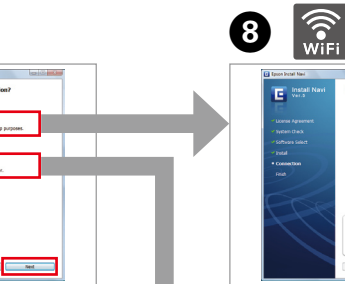 8
WiFi
Epson Install Navi
Install Navi
Ver.3
on?
License Agreement
System Check
p purposes.
Software Select
Install
Connection
Finish
Next